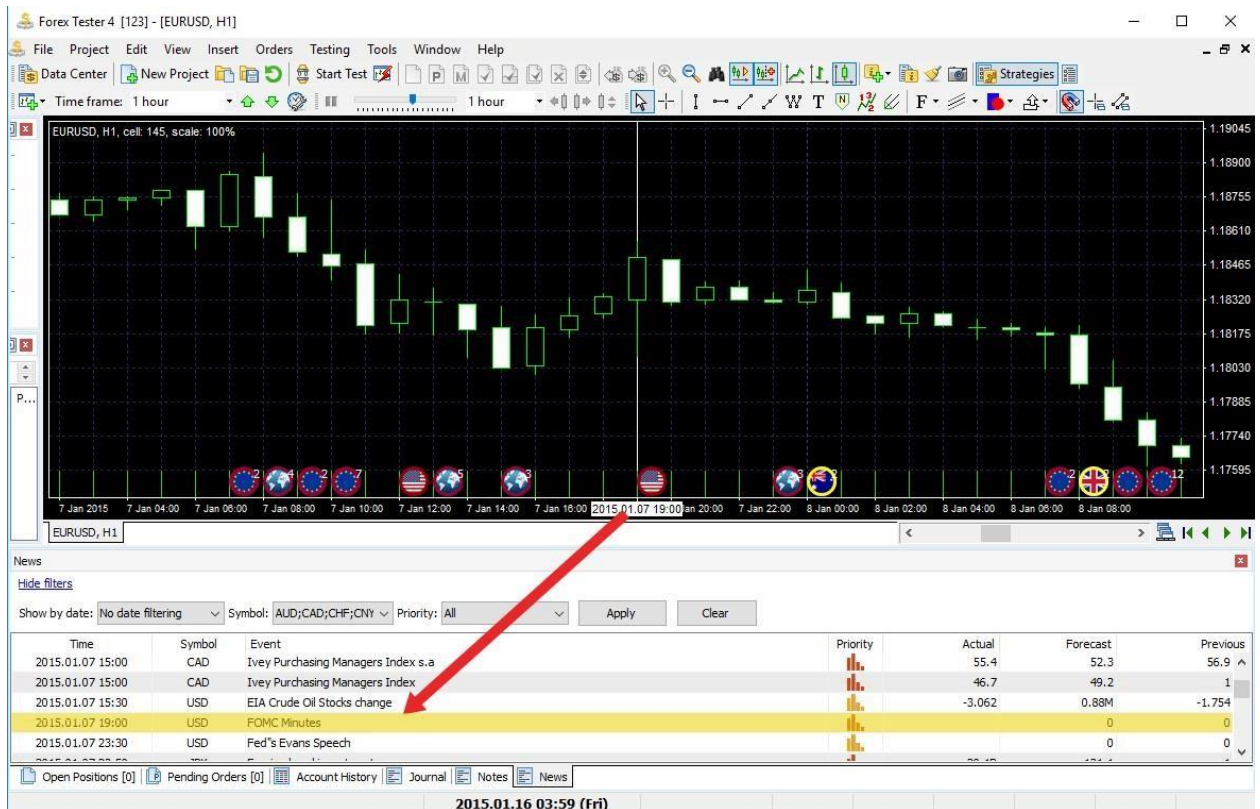 Forex Tester 4 [123] - [EURUSD, H1]
File Project Edit View Insert Orders Testing Tools Window Help
Data Center New Project Start Test P M Strategies
Time frame: 1 hour 1 hour W T N F
EURUSD, H1, cell: 145, scale: 100%
1.19045
1.18900
1.18755
1.18610
1.18465
1.18320
1.18175
1.18030
P... 1.17885
1.17740
1.17595
2 4 2 7 5 3 3 2 2 2 12
7 Jan 2015 7 Jan 04:00 7 Jan 06:00 7 Jan 08:00 7 Jan 10:00 7 Jan 12:00 7 Jan 14:00 7 Jan 16:00 2015.01.07 19:00 an 20:00 7 Jan 22:00 8 Jan 00:00 8 Jan 02:00 8 Jan 04:00 8 Jan 06:00 8 Jan 08:00
EURUSD, H1
News
Hide filters
Show by date: No date filtering Symbol: AUD;CAD;CHF;CNY Priority: All Apply Clear
Time Symbol Event Priority Actual Forecast Previous
2015.01.07 15:00 CAD Ivey Purchasing Managers Index s.a 55.4 52.3 56.9
2015.01.07 15:00 CAD Ivey Purchasing Managers Index 46.7 49.2 1
2015.01.07 15:30 USD EIA Crude Oil Stocks change -3.062 0.88M -1.754
2015.01.07 19:00 USD FOMC Minutes 0 0
2015.01.07 23:30 USD Fed"s Evans Speech 0 0
Open Positions [0] Pending Orders [0] Account History Journal Notes News
2015.01.16 03:59 (Fri)